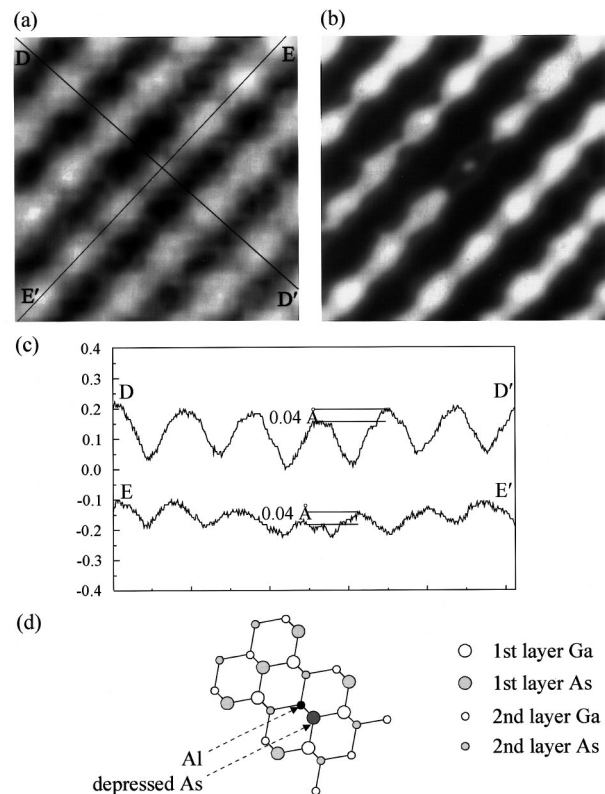 (a)
(b)
D
E
E′
D′
(c)
0.4
0.3
0.2
0.1
0.0
-0.1
-0.2
-0.3
-0.4
D
D′
0.04 Å
E
E′
0.04 Å
(d)
Al
depressed As
1st layer Ga
1st layer As
2nd layer Ga
2nd layer As